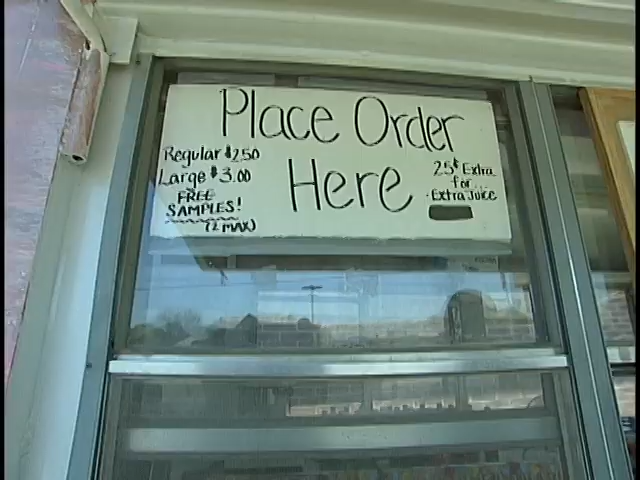 Place Order
Here
Regular $2.50
Large $3.00
FREE
SAMPLES!
(2 MAX)
25¢ Extra
for
Extra Juice